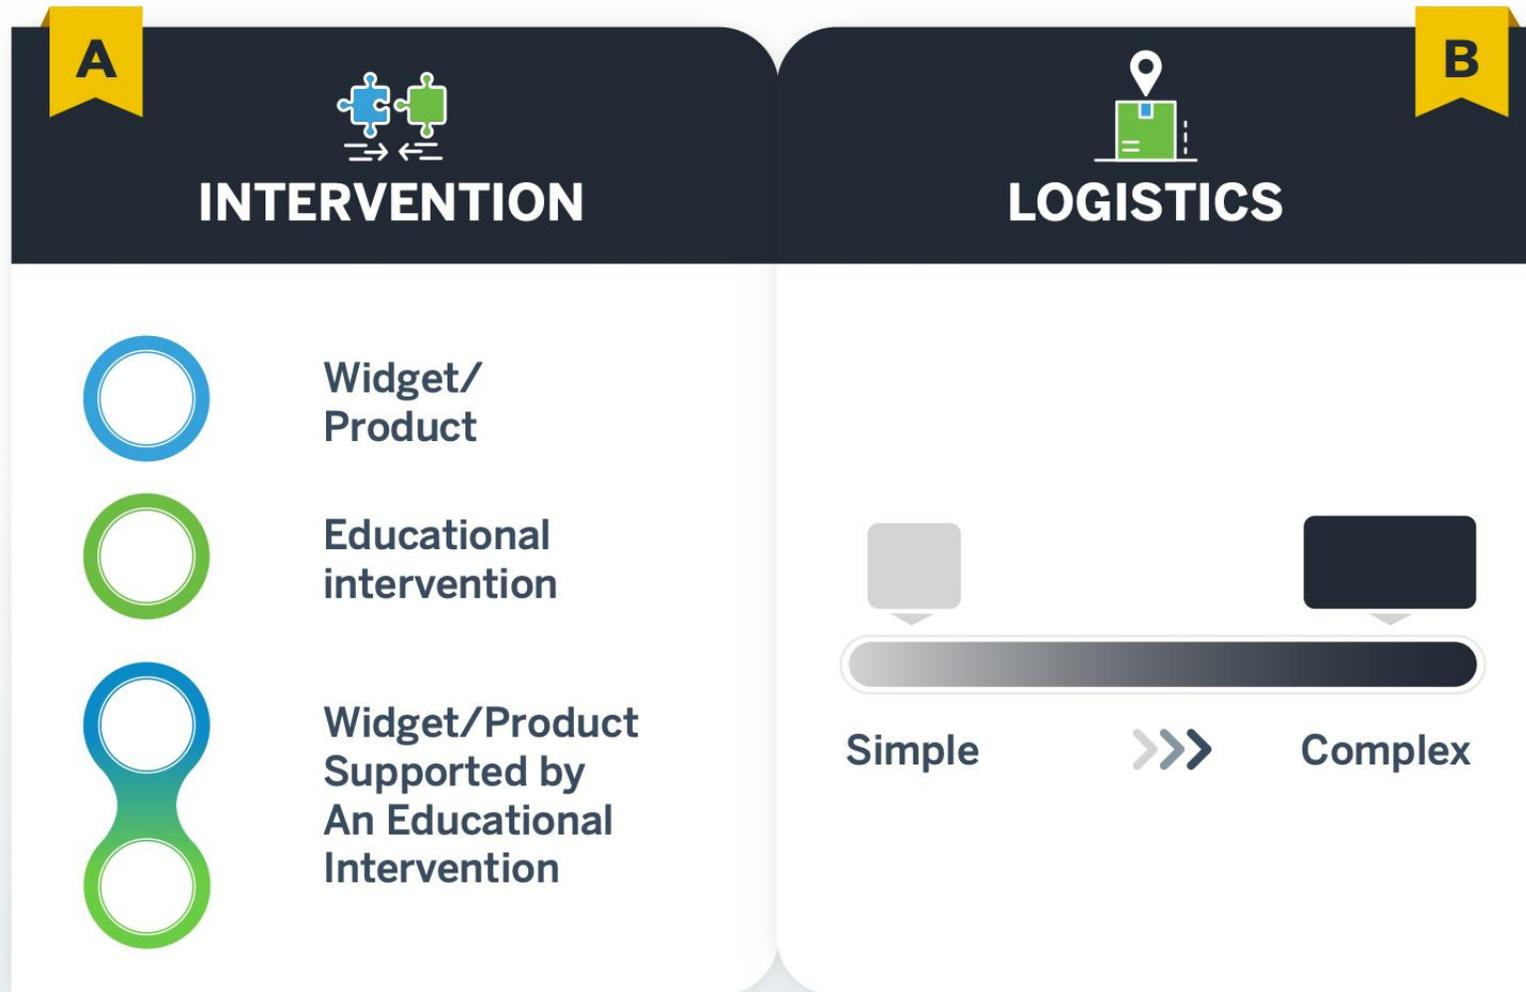 A
INTERVENTION
Widget/
Product
Educational
intervention
Widget/Product
Supported by
An Educational
Intervention
B
LOGISTICS
Simple
Complex